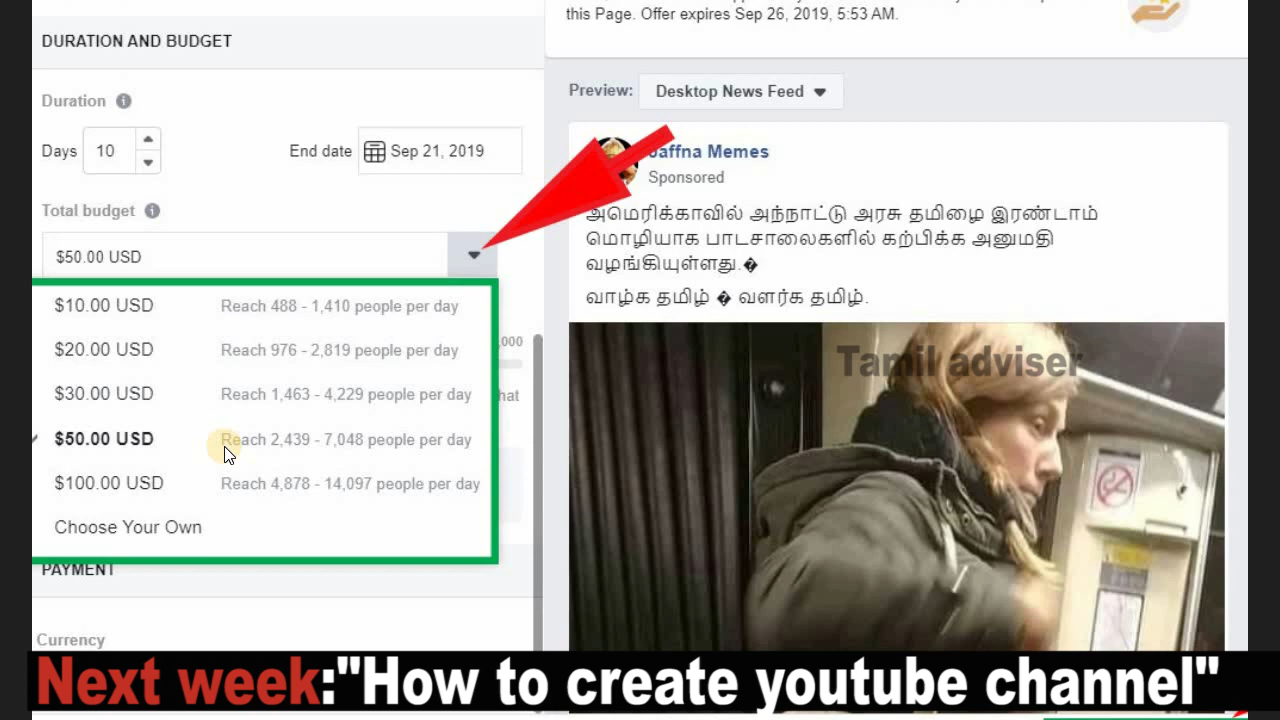 this Page. Offer expires Sep 26, 2019, 5:53 AM.
DURATION AND BUDGET
Preview: Desktop News Feed
Duration
Days 10 End date Sep 21, 2019
Jaffna Memes
Sponsored
Total budget
$50.00 USD
அமெரிக்காவில் அந்நாட்டு அரசு தமிழை இரண்டாம்
மொழியாக பாடசாலைகளில் கற்பிக்க அனுமதி
வழங்கியுள்ளது.�
வாழ்க தமிழ் � வளர்க தமிழ்.
$10.00 USD Reach 488 - 1,410 people per day
$20.00 USD Reach 976 - 2,819 people per day
$30.00 USD Reach 1,463 - 4,229 people per day
$50.00 USD Reach 2,439 - 7,048 people per day
$100.00 USD Reach 4,878 - 14,097 people per day
Choose Your Own
,000
hat
Tamil adviser
PAYMENT
Currency
Next week:"How to create youtube channel"